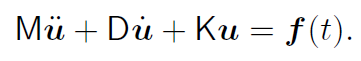 Mü + Du̇ + Ku = f(t).